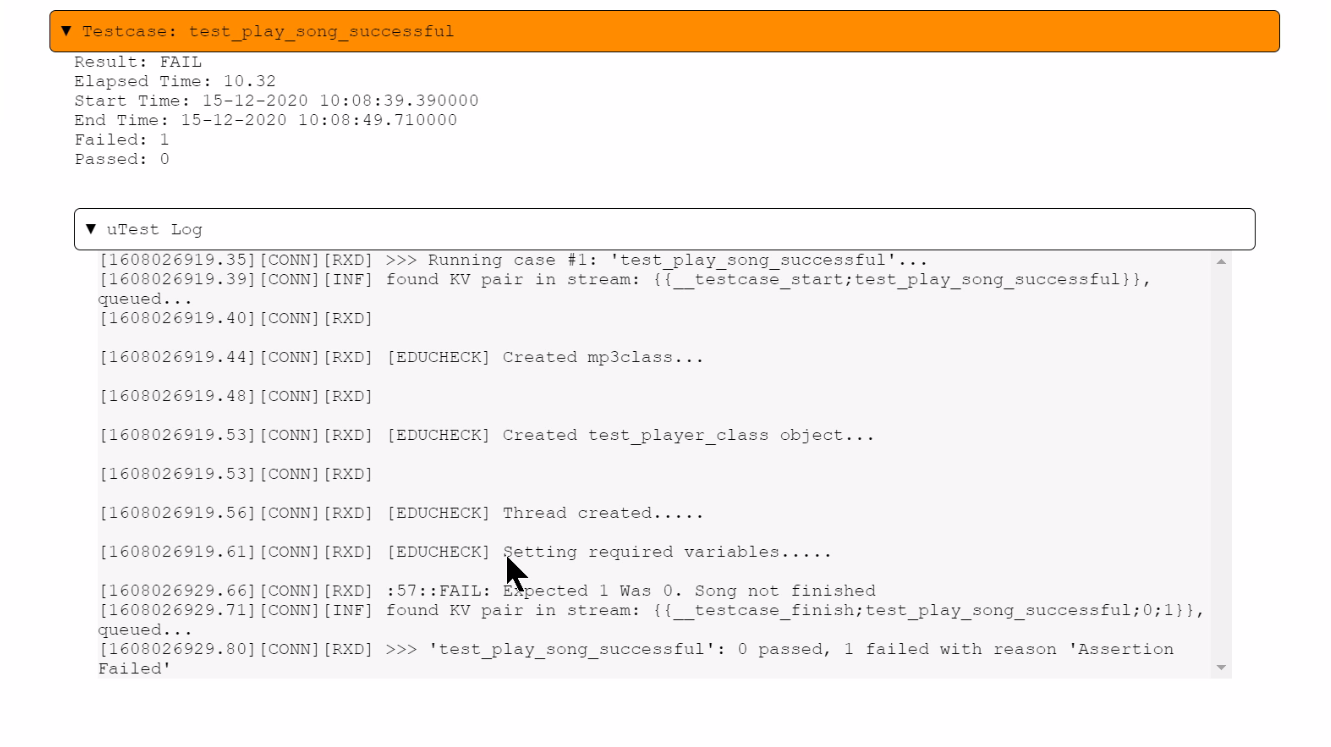 ▼ Testcase: test_play_song_successful
Result: FAIL
Elapsed Time: 10.32
Start Time: 15-12-2020 10:08:39.390000
End Time: 15-12-2020 10:08:49.710000
Failed: 1
Passed: 0
▼ uTest Log
[1608026919.35][CONN][RXD] >>> Running case #1: 'test_play_song_successful'...
[1608026919.39][CONN][INF] found KV pair in stream: {{__testcase_start;test_play_song_successful}},
queued...
[1608026919.40][CONN][RXD]
[1608026919.44][CONN][RXD] [EDUCHECK] Created mp3class...
[1608026919.48][CONN][RXD]
[1608026919.53][CONN][RXD] [EDUCHECK] Created test_player_class object...
[1608026919.53][CONN][RXD]
[1608026919.56][CONN][RXD] [EDUCHECK] Thread created.....
[1608026919.61][CONN][RXD] [EDUCHECK] Setting required variables.....
[1608026929.66][CONN][RXD] :57::FAIL: Expected 1 Was 0. Song not finished
[1608026929.71][CONN][INF] found KV pair in stream: {{__testcase_finish;test_play_song_successful;0;1}},
queued...
[1608026929.80][CONN][RXD] >>> 'test_play_song_successful': 0 passed, 1 failed with reason 'Assertion
Failed'